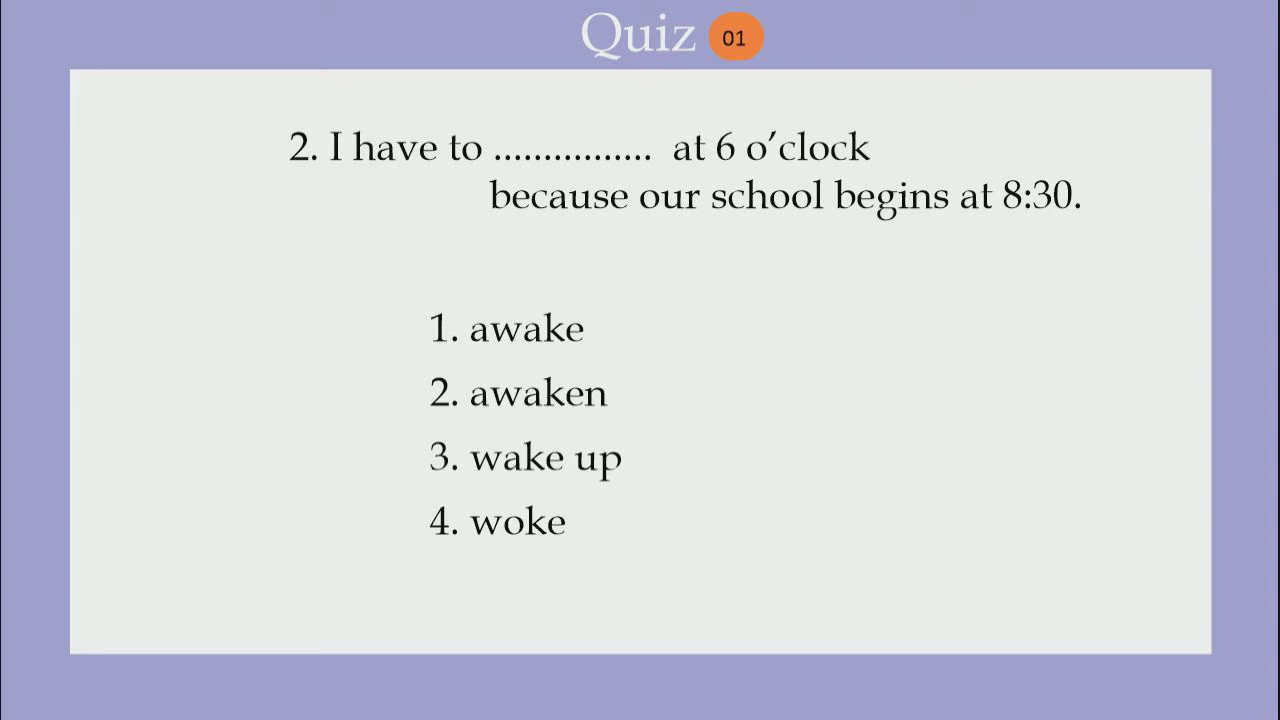 Quiz 01
2. I have to ................ at 6 o’clock
because our school begins at 8:30.
1. awake
2. awaken
3. wake up
4. woke